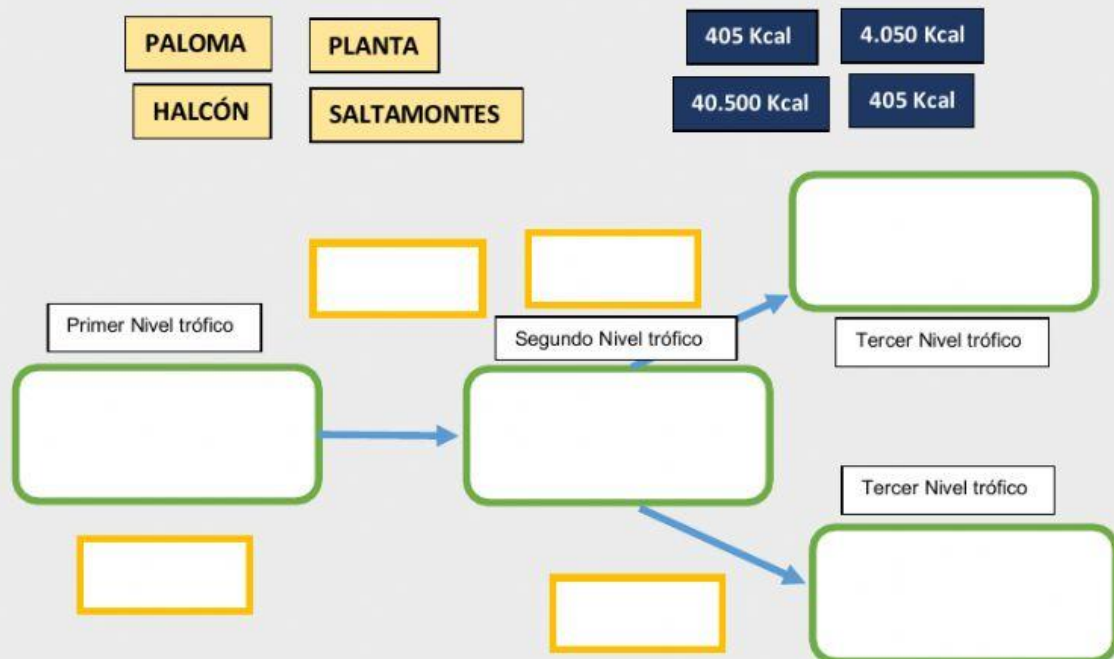 PALOMA
PLANTA
405 Kcal
4.050 Kcal
HALCÓN
SALTAMONTES
40.500 Kcal
405 Kcal
Primer Nivel trófico
Segundo Nivel trófico
Tercer Nivel trófico
Tercer Nivel trófico